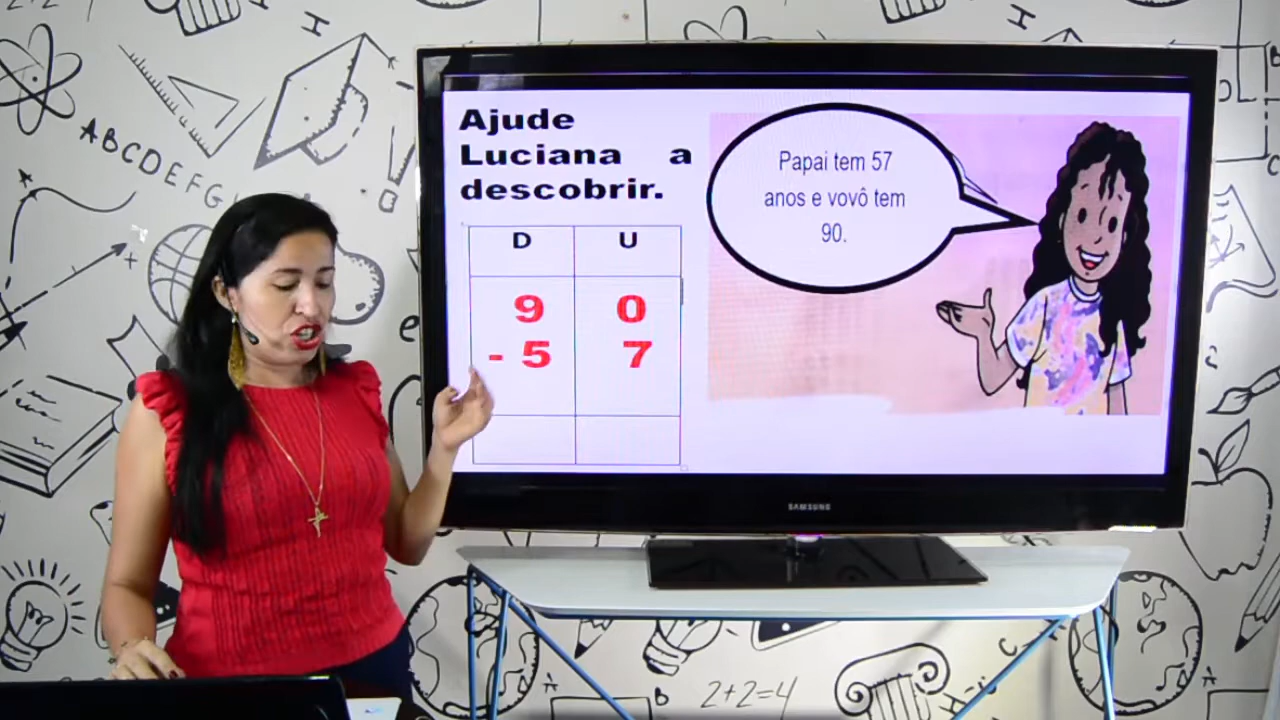 Ajude
Luciana a
descobrir.
D U
9 0
- 5 7
Papai tem 57
anos e vovô tem
90.
SAMSUNG
ABCDEFG
2+2=4